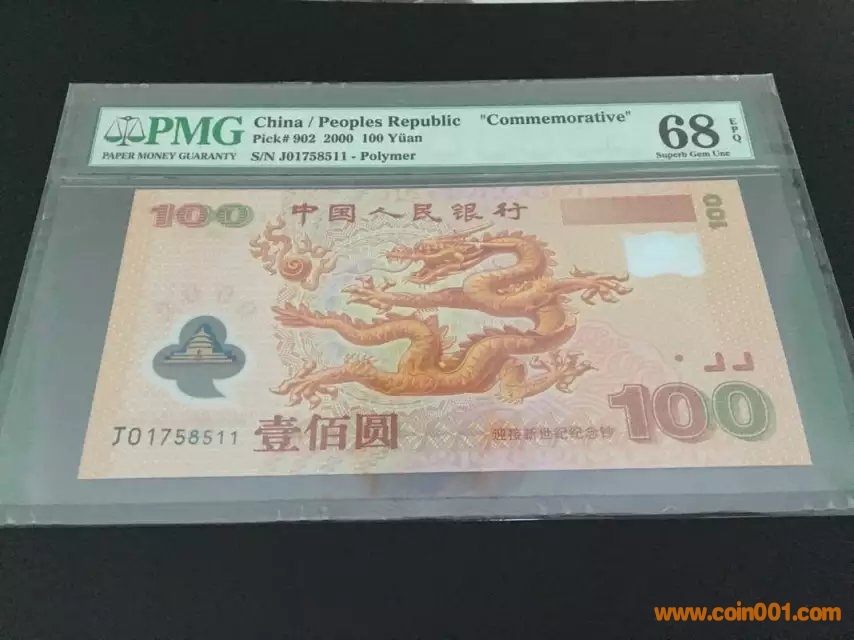 PMG
PAPER MONEY GUARANTY
China / Peoples Republic "Commemorative"
Pick# 902 2000 100 Yüan
S/N J01758511 - Polymer
68 EPQ
Superb Gem Unc
100 中国人民银行 100
J01758511 壹佰圆 迎接新世纪纪念钞 100
www.coin001.com